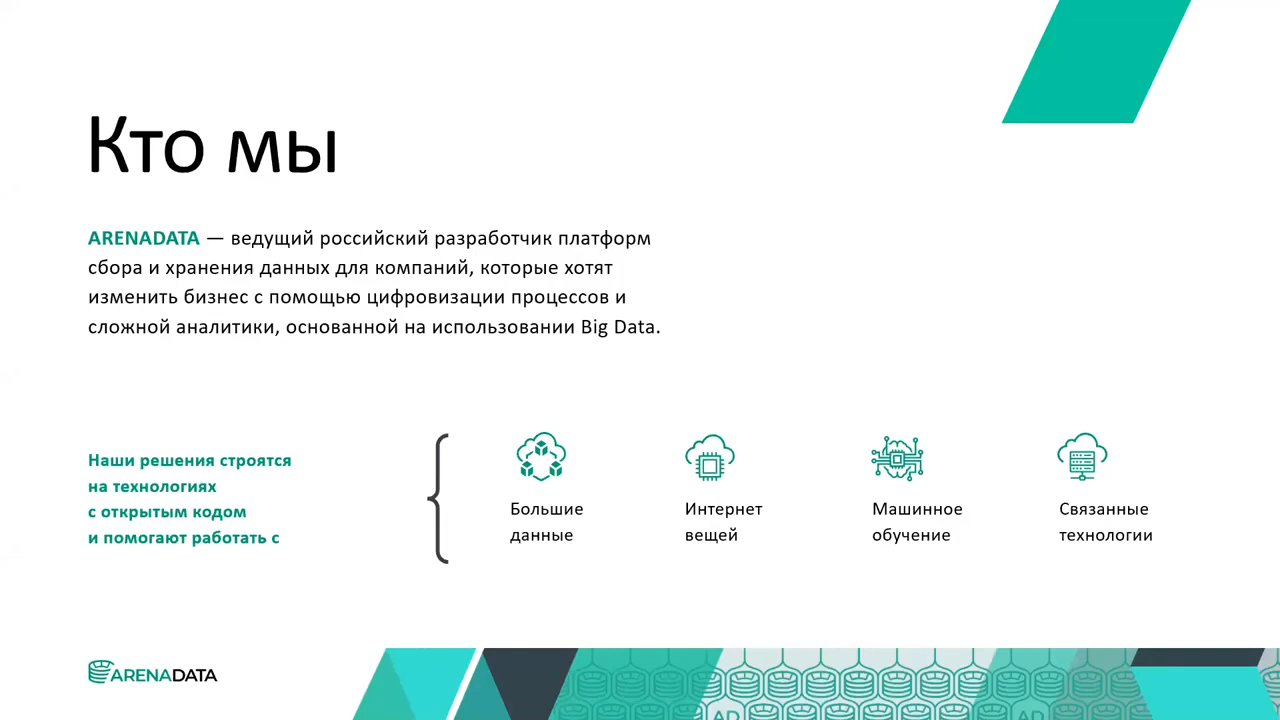 Кто мы
ARENADATA — ведущий российский разработчик платформ
сбора и хранения данных для компаний, которые хотят
изменить бизнес с помощью цифровизации процессов и
сложной аналитики, основанной на использовании Big Data.
Наши решения строятся
на технологиях
с открытым кодом
и помогают работать с
Большие
данные
Интернет
вещей
Машинное
обучение
Связанные
технологии
ARENADATA
AD
AD